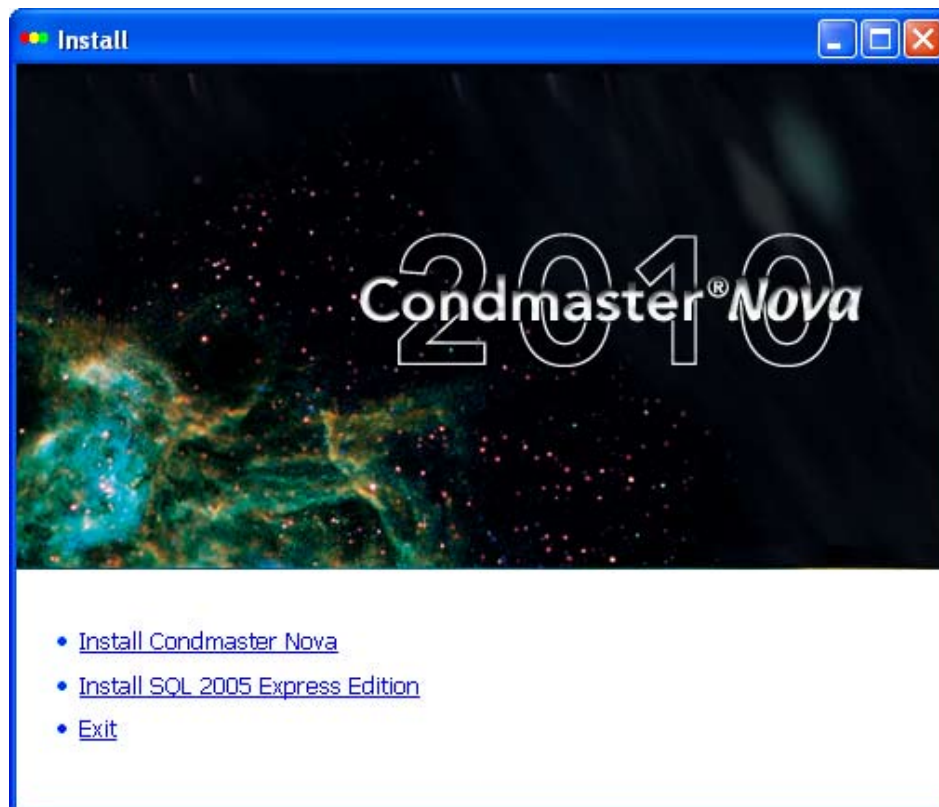 Install
2010
Condmaster®Nova
Install Condmaster Nova
Install SQL 2005 Express Edition
Exit